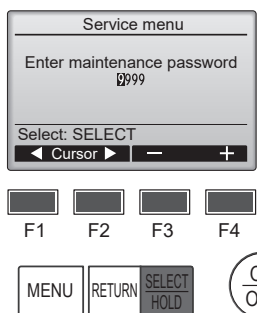 Service menu
Enter maintenance password
9999
Select: SELECT
◀ Cursor ▶ − +
F1 F2 F3 F4
MENU RETURN SELECT
HOLD